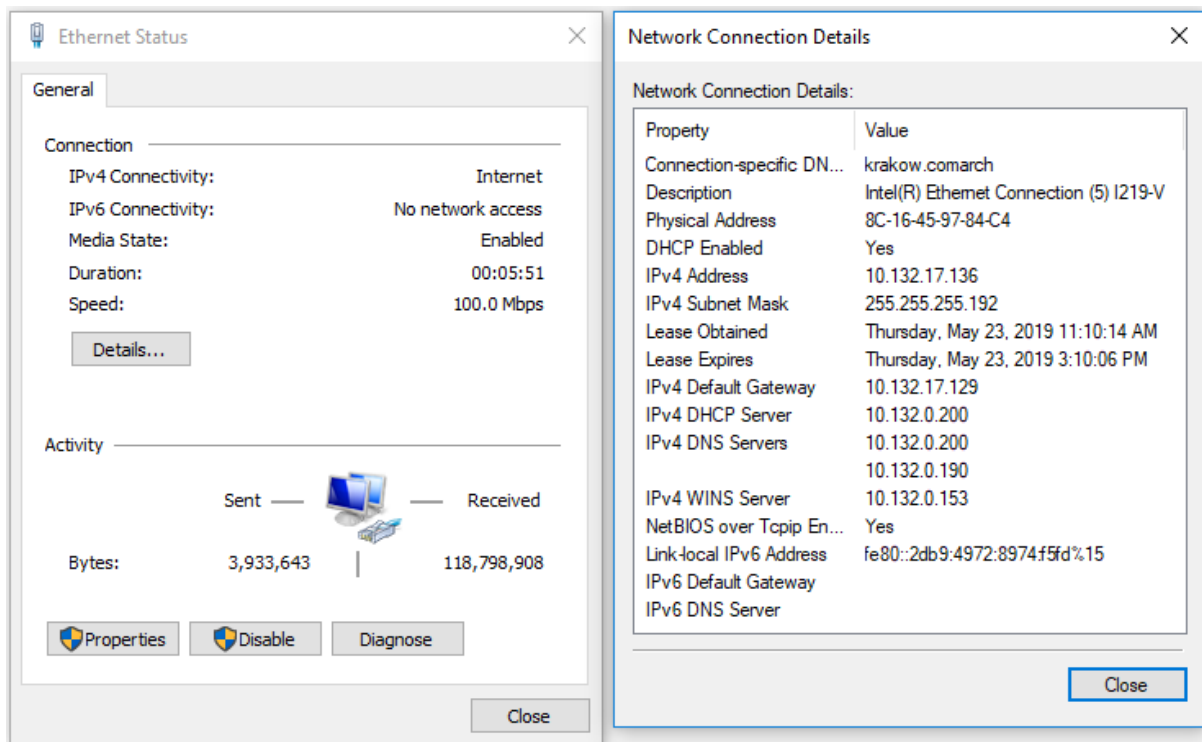 Ethernet Status
General
Connection
IPv4 Connectivity: Internet
IPv6 Connectivity: No network access
Media State: Enabled
Duration: 00:05:51
Speed: 100.0 Mbps
Details...
Activity
Sent Received
Bytes: 3,933,643 118,798,908
Properties Disable Diagnose
Close
Network Connection Details
Network Connection Details:
Property Value
Connection-specific DN... krakow.comarch
Description Intel(R) Ethernet Connection (5) I219-V
Physical Address 8C-16-45-97-84-C4
DHCP Enabled Yes
IPv4 Address 10.132.17.136
IPv4 Subnet Mask 255.255.255.192
Lease Obtained Thursday, May 23, 2019 11:10:14 AM
Lease Expires Thursday, May 23, 2019 3:10:06 PM
IPv4 Default Gateway 10.132.17.129
IPv4 DHCP Server 10.132.0.200
IPv4 DNS Servers 10.132.0.200
10.132.0.190
IPv4 WINS Server 10.132.0.153
NetBIOS over Tcpip En... Yes
Link-local IPv6 Address fe80::2db9:4972:8974:f5fd%15
IPv6 Default Gateway
IPv6 DNS Server
Close